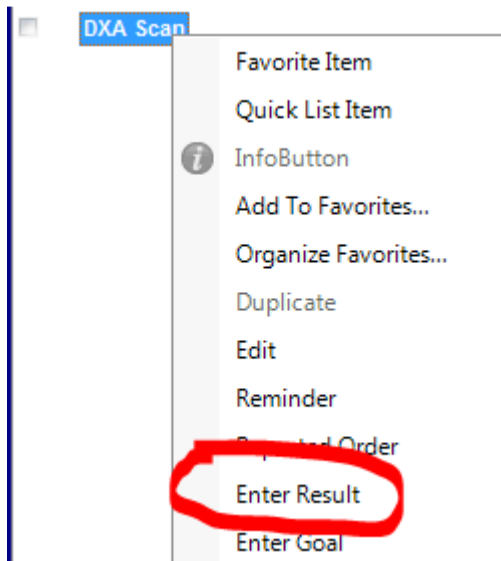 DXA Scan
Favorite Item
Quick List Item
InfoButton
Add To Favorites...
Organize Favorites...
Duplicate
Edit
Reminder
Order
Enter Result
Enter Goal